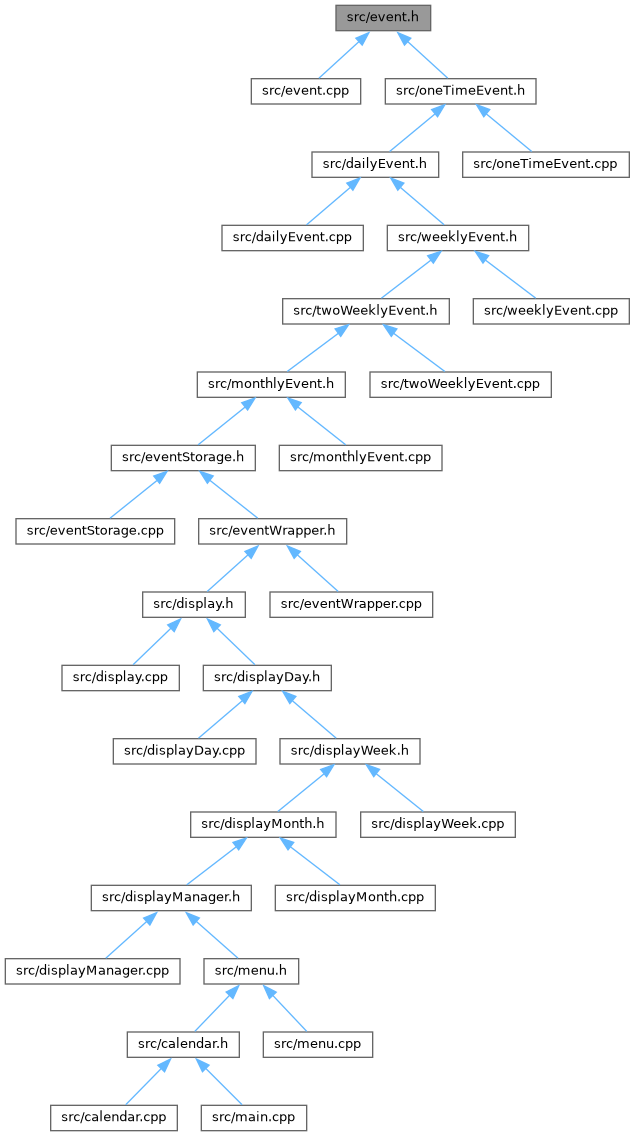 src/event.h
src/event.cpp
src/oneTimeEvent.h
src/dailyEvent.h
src/oneTimeEvent.cpp
src/dailyEvent.cpp
src/weeklyEvent.h
src/twoWeeklyEvent.h
src/weeklyEvent.cpp
src/monthlyEvent.h
src/twoWeeklyEvent.cpp
src/eventStorage.h
src/monthlyEvent.cpp
src/eventStorage.cpp
src/eventWrapper.h
src/display.h
src/eventWrapper.cpp
src/display.cpp
src/displayDay.h
src/displayDay.cpp
src/displayWeek.h
src/displayMonth.h
src/displayWeek.cpp
src/displayManager.h
src/displayMonth.cpp
src/displayManager.cpp
src/menu.h
src/calendar.h
src/menu.cpp
src/calendar.cpp
src/main.cpp